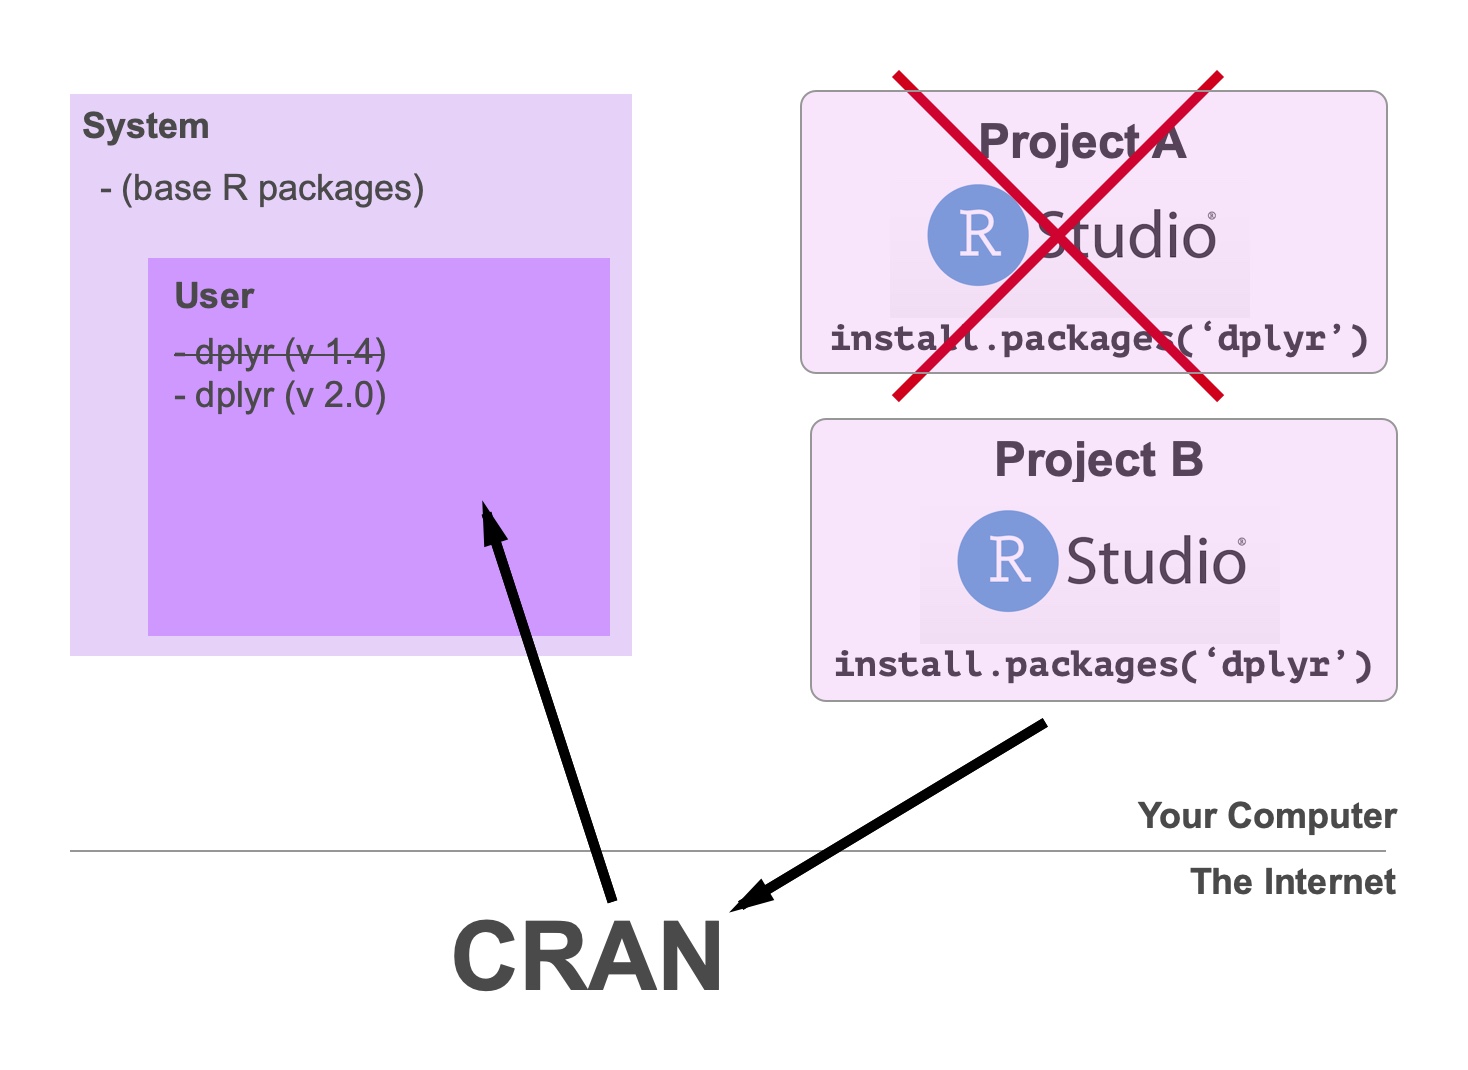 System
- (base R packages)
User
- dplyr (v 1.4)
- dplyr (v 2.0)
Project A
R Studio®
install.packages(‘dplyr’)
Project B
R Studio®
install.packages(‘dplyr’)
Your Computer
The Internet
CRAN